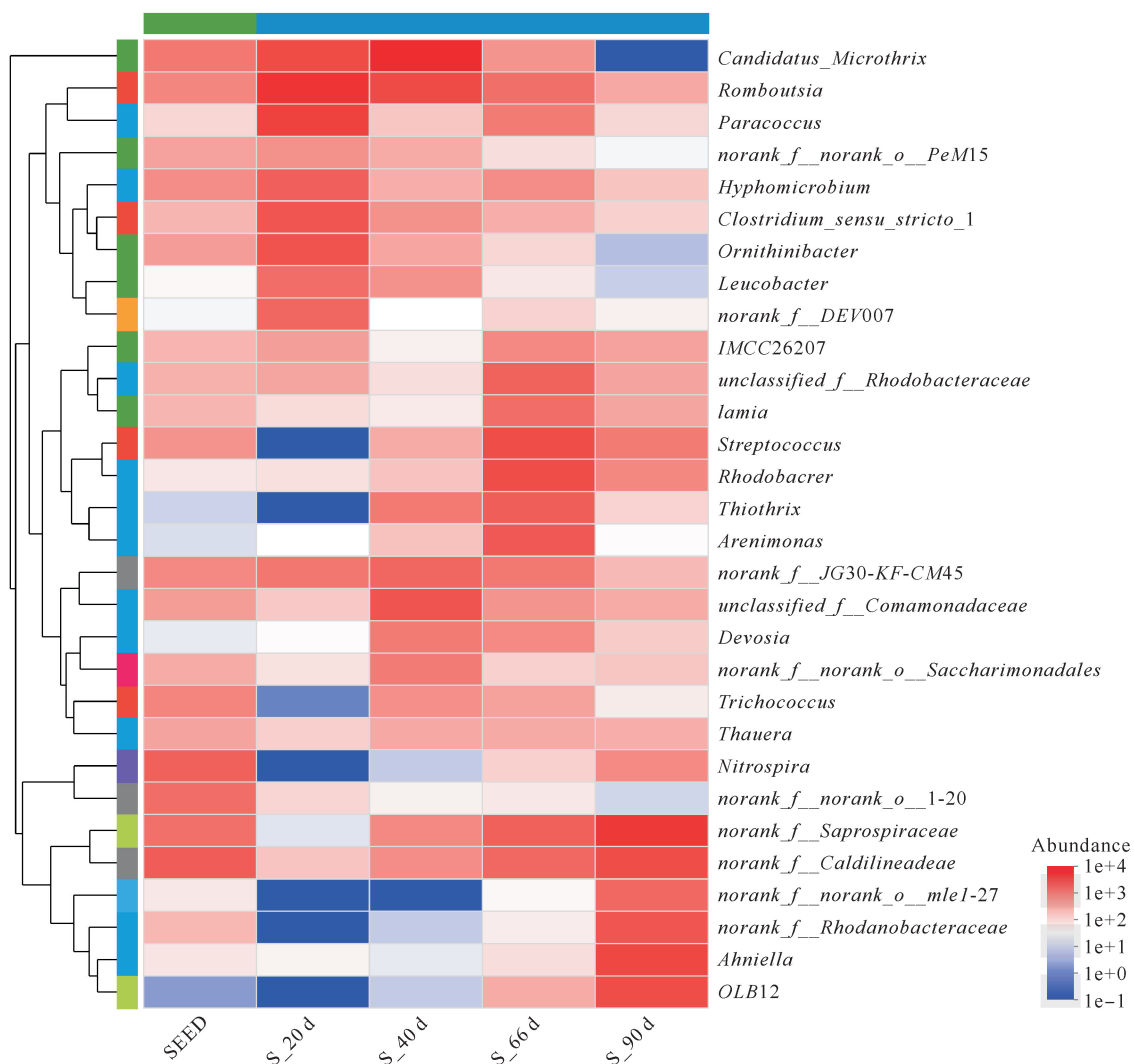 Candidatus_Microthrix
Romboutsia
Paracoccus
norank_f__norank_o__PeM15
Hyphomicrobium
Clostridium_sensu_stricto_1
Ornithinibacter
Leucobacter
norank_f__DEV007
IMCC26207
unclassified_f__Rhodobacteraceae
lamia
Streptococcus
Rhodobacrer
Thiothrix
Arenimonas
norank_f__JG30-KF-CM45
unclassified_f__Comamonadaceae
Devosia
norank_f__norank_o__Saccharimonadales
Trichococcus
Thauera
Nitrospira
norank_f__norank_o__1-20
norank_f__Saprospiraceae
norank_f__Caldilineadeae
norank_f__norank_o__mle1-27
norank_f__Rhodanobacteraceae
Ahniella
OLB12
Abundance
1e+4
1e+3
1e+2
1e+1
1e+0
1e−1
SEED
S_20 d
S_40 d
S_66 d
S_90 d